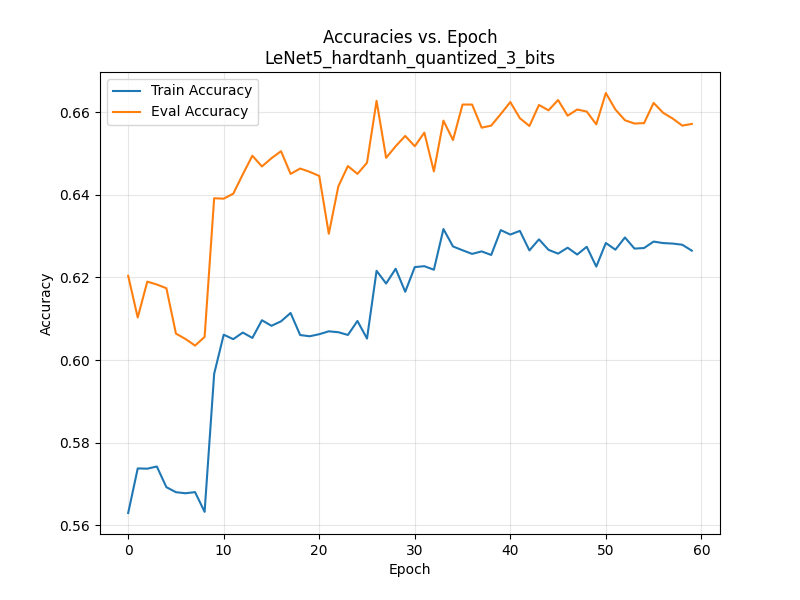 Accuracies vs. Epoch
LeNet5_hardtanh_quantized_3_bits
Train Accuracy
Eval Accuracy
Accuracy
0.66
0.64
0.62
0.60
0.58
0.56
0
10
20
30
40
50
60
Epoch